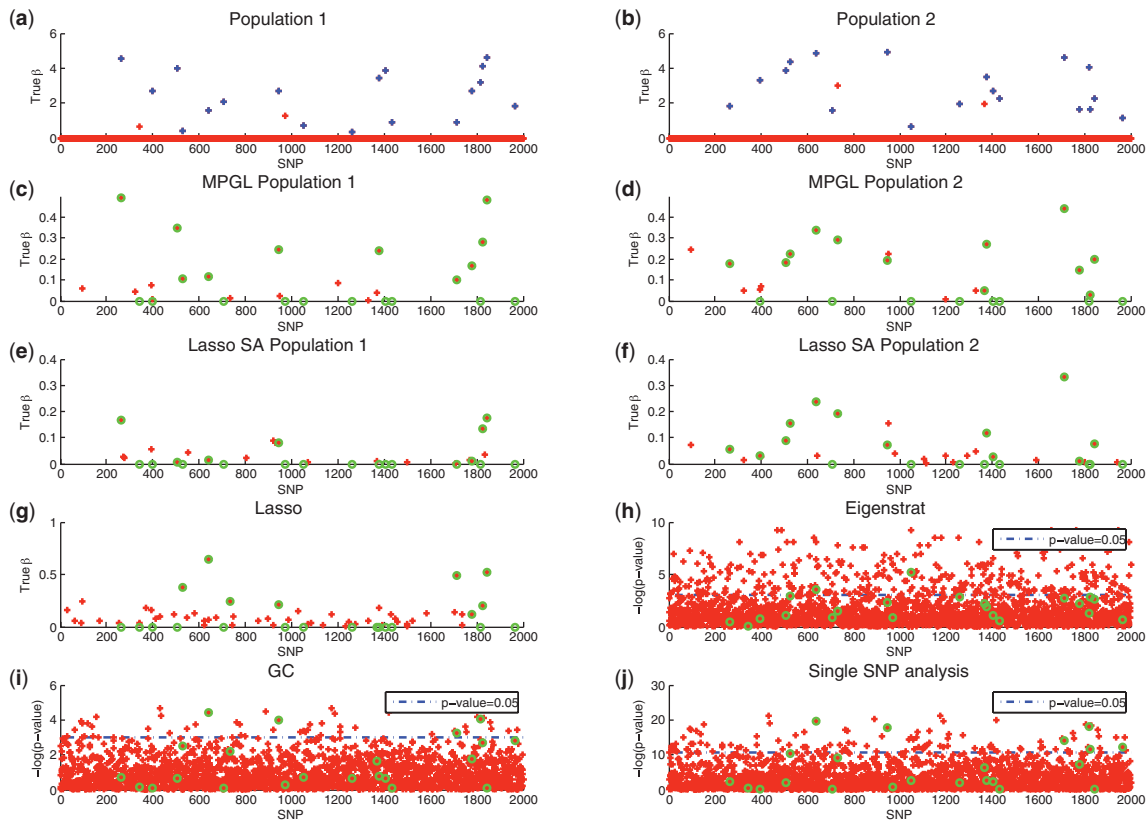 (a) Population 1
True β
6
4
2
0
0 200 400 600 800 1000 1200 1400 1600 1800 2000
SNP
(b) Population 2
True β
6
4
2
0
0 200 400 600 800 1000 1200 1400 1600 1800 2000
SNP
(c) MPGL Population 1
True β
0.4
0.3
0.2
0.1
0
0 200 400 600 800 1000 1200 1400 1600 1800 2000
SNP
(d) MPGL Population 2
True β
0.4
0.3
0.2
0.1
0
0 200 400 600 800 1000 1200 1400 1600 1800 2000
SNP
(e) Lasso SA Population 1
True β
0.4
0.3
0.2
0.1
0
0 200 400 600 800 1000 1200 1400 1600 1800 2000
SNP
(f) Lasso SA Population 2
True β
0.4
0.3
0.2
0.1
0
0 200 400 600 800 1000 1200 1400 1600 1800 2000
SNP
(g) Lasso
True β
1
0.5
0
0 200 400 600 800 1000 1200 1400 1600 1800 2000
SNP
(h) Eigenstrat
−log(p−value)
10
5
0
p−value=0.05
0 200 400 600 800 1000 1200 1400 1600 1800 2000
SNP
(i) GC
−log(p−value)
6
4
2
0
p−value=0.05
0 200 400 600 800 1000 1200 1400 1600 1800 2000
SNP
(j) Single SNP analysis
−log(p−value)
30
20
10
0
p−value=0.05
0 200 400 600 800 1000 1200 1400 1600 1800 2000
SNP